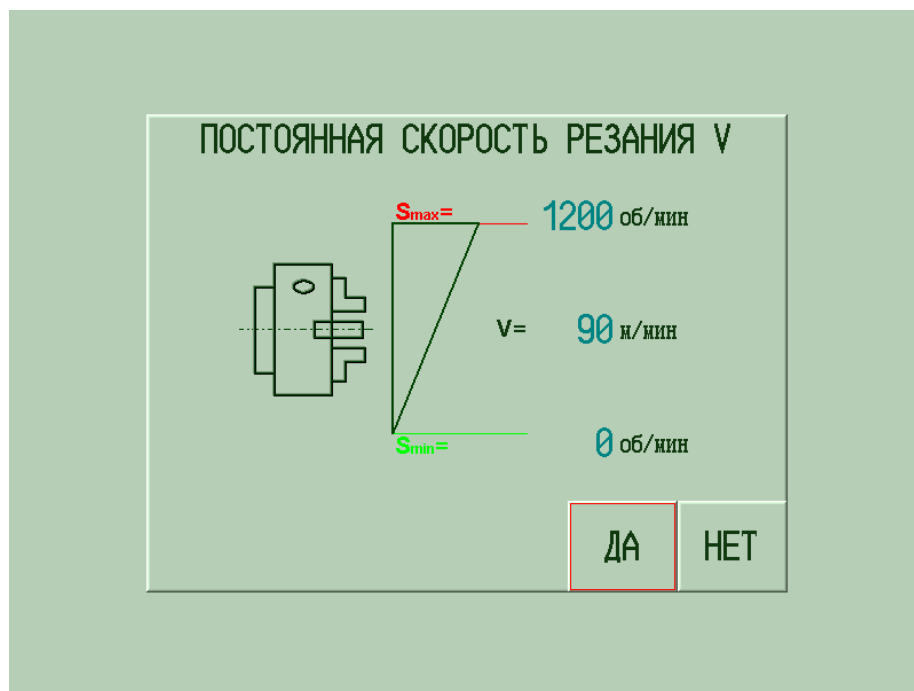 ПОСТОЯННАЯ СКОРОСТЬ РЕЗАНИЯ V
Smax= 1200 об/мин
V= 90 м/мин
Smin= 0 об/мин
ДА НЕТ